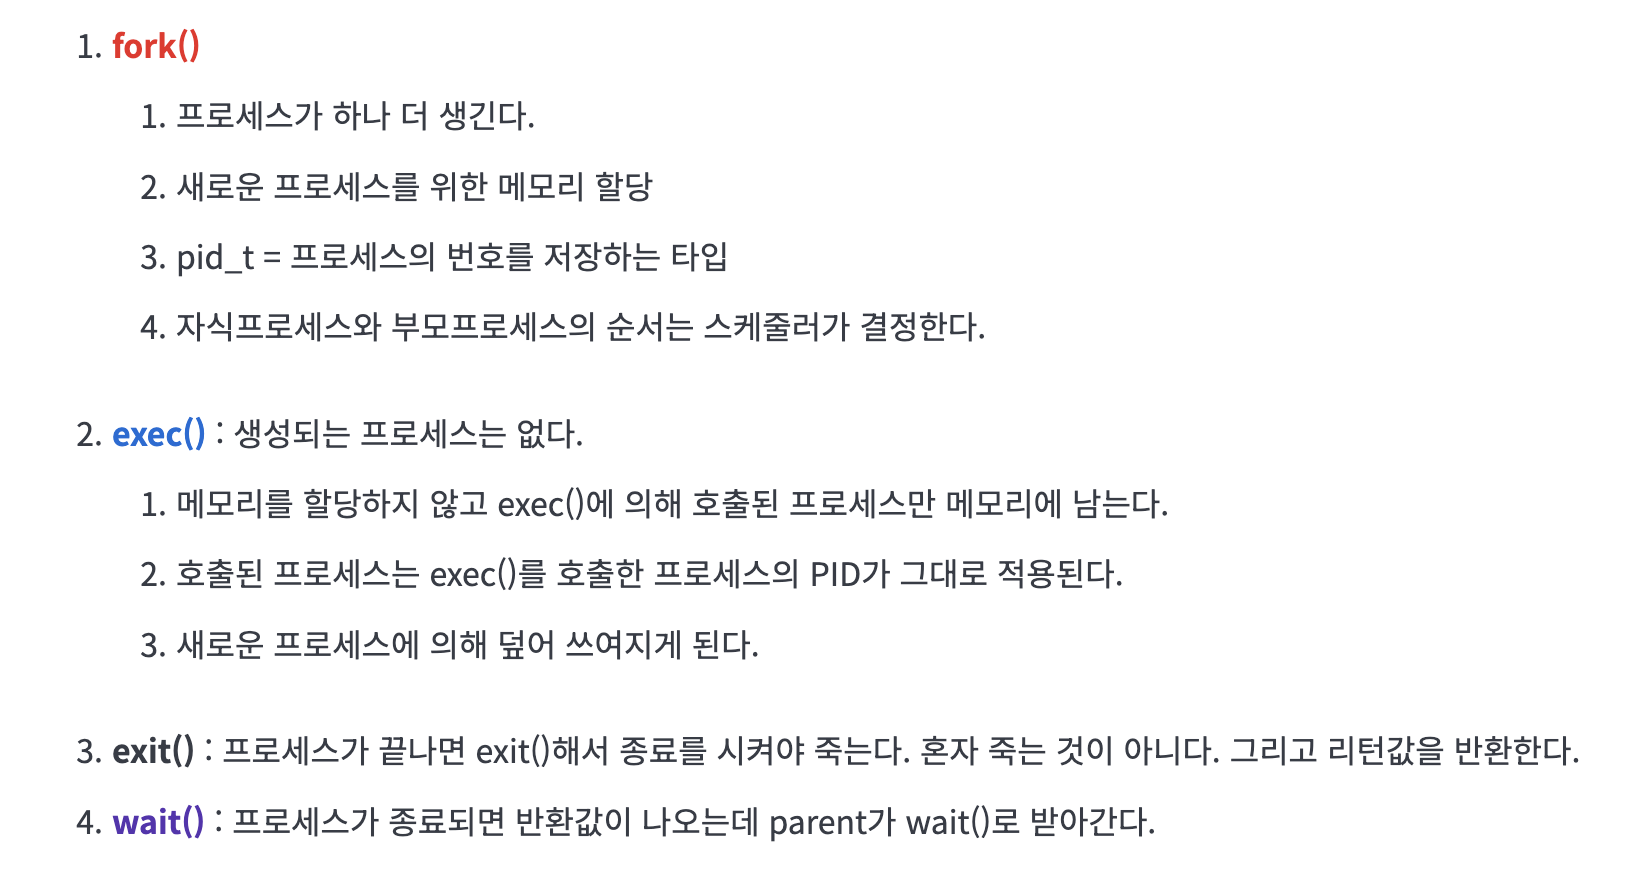 1. fork()
1. 프로세스가 하나 더 생긴다.
2. 새로운 프로세스를 위한 메모리 할당
3. pid_t = 프로세스의 번호를 저장하는 타입
4. 자식프로세스와 부모프로세스의 순서는 스케줄러가 결정한다.
2. exec() : 생성되는 프로세스는 없다.
1. 메모리를 할당하지 않고 exec()에 의해 호출된 프로세스만 메모리에 남는다.
2. 호출된 프로세스는 exec()를 호출한 프로세스의 PID가 그대로 적용된다.
3. 새로운 프로세스에 의해 덮어 쓰여지게 된다.
3. exit() : 프로세스가 끝나면 exit()해서 종료를 시켜야 죽는다. 혼자 죽는 것이 아니다. 그리고 리턴값을 반환한다.
4. wait() : 프로세스가 종료되면 반환값이 나오는데 parent가 wait()로 받아간다.